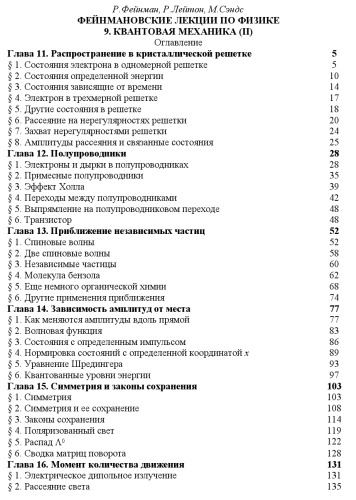 Р.Фейнман, Р.Лейтон, М.Сэндс
ФЕЙНМАНОВСКИЕ ЛЕКЦИИ ПО ФИЗИКЕ
9. КВАНТОВАЯ МЕХАНИКА (II)
Оглавление
Глава 11. Распространение в кристаллической решетке 5
§ 1. Состояния электрона в одномерной решетке 5
§ 2. Состояния определенной энергии 10
§ 3. Состояния зависящие от времени 14
§ 4. Электрон в трехмерной решетке 17
§ 5. Другие состояния в решетке 18
§ 6. Рассеяние на нерегулярностях решетки 20
§ 7. Захват нерегулярностями решетки 24
§ 8. Амплитуды рассеяния и связанные состояния 25
Глава 12. Полупроводники 28
§ 1. Электроны и дырки в полупроводниках 28
§ 2. Примесные полупроводники 35
§ 3. Эффект Холла 39
§ 4. Переходы между полупроводниками 42
§ 5. Выпрямление на полупроводниковом переходе 48
§ 6. Транзистор 48
Глава 13. Приближение независимых частиц 52
§ 1. Спиновые волны 52
§ 2. Две спиновые волны 58
§ 3. Независимые частицы 60
§ 4. Молекула бензола 62
§ 5. Еще немного органической химии 68
§ 6. Другие применения приближения 74
Глава 14. Зависимость амплитуд от места 77
§ 1. Как меняются амплитуды вдоль прямой 77
§ 2. Волновая функция 83
§ 3. Состояния с определенным импульсом 86
§ 4. Нормировка состояний с определенной координатой x 89
§ 5. Уравнение Шредингера 93
§ 6. Квантованные уровни энергии 97
Глава 15. Симметрия и законы сохранения 103
§ 1. Симметрия 103
§ 2. Симметрия и ее сохранение 108
§ 3. Законы сохранения 114
§ 4. Поляризованный свет 119
§ 5. Распад Λ⁰ 122
§ 6. Сводка матриц поворота 128
Глава 16. Момент количества движения 131
§ 1. Электрическое дипольное излучение 131
§ 2. Рассеяние света 135